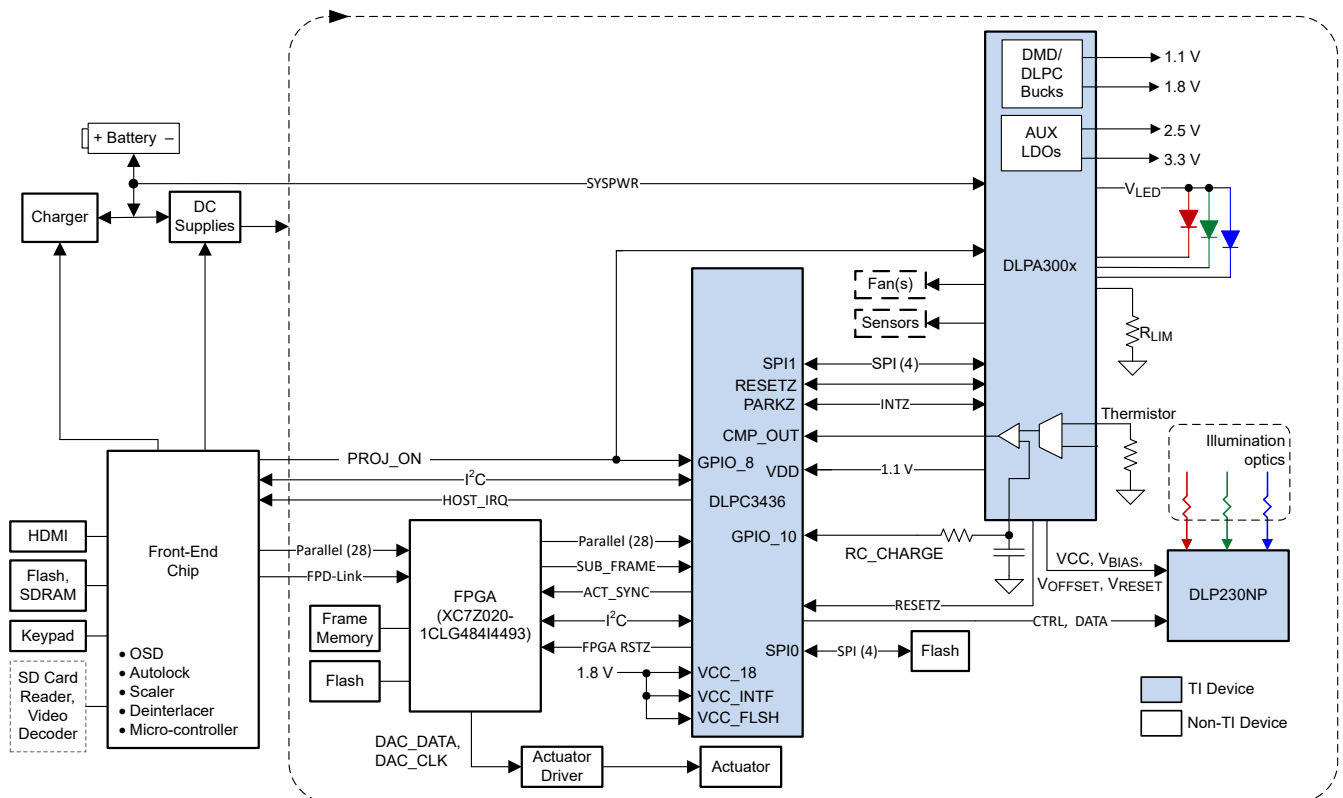 + Battery –
Charger
DC
Supplies
SYSPWR
DMD/
DLPC
Bucks
1.1 V
1.8 V
AUX
LDOs
2.5 V
3.3 V
VLED
DLPA300x
Fan(s)
Sensors
RLIM
SPI1
SPI (4)
RESETZ
PARKZ
INTZ
CMP_OUT
Thermistor
Illumination
optics
PROJ_ON
GPIO_8
VDD
1.1 V
I2C
DLPC3436
HOST_IRQ
GPIO_10
RC_CHARGE
HDMI
Flash,
SDRAM
Keypad
SD Card
Reader,
Video
Decoder
Front-End
Chip
• OSD
• Autolock
• Scaler
• Deinterlacer
• Micro-controller
Parallel (28)
FPD-Link
FPGA
(XC7Z020-
1CLG484I4493)
Frame
Memory
Flash
Parallel (28)
SUB_FRAME
ACT_SYNC
I2C
FPGA RSTZ
1.8 V
VCC_18
VCC_INTF
VCC_FLSH
VCC, VBIAS,
VOFFSET, VRESET
DLP230NP
RESETZ
CTRL, DATA
SPI0
SPI (4)
Flash
DAC_DATA,
DAC_CLK
Actuator
Driver
Actuator
TI Device
Non-TI Device